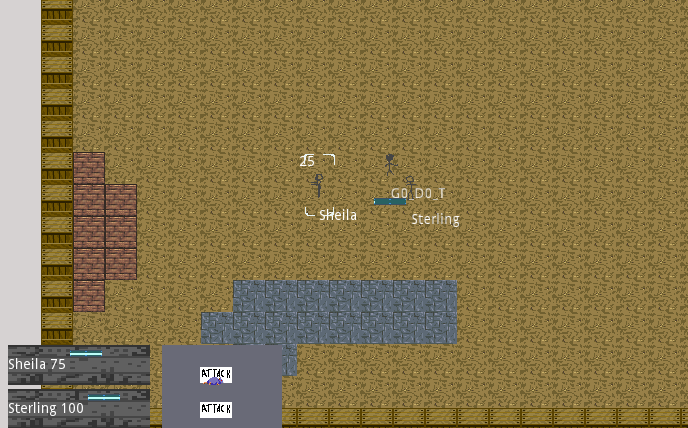 25
G0_D0_T
Sheila
Sterling
Sheila 75
ATTACK
Sterling 100
ATTACK